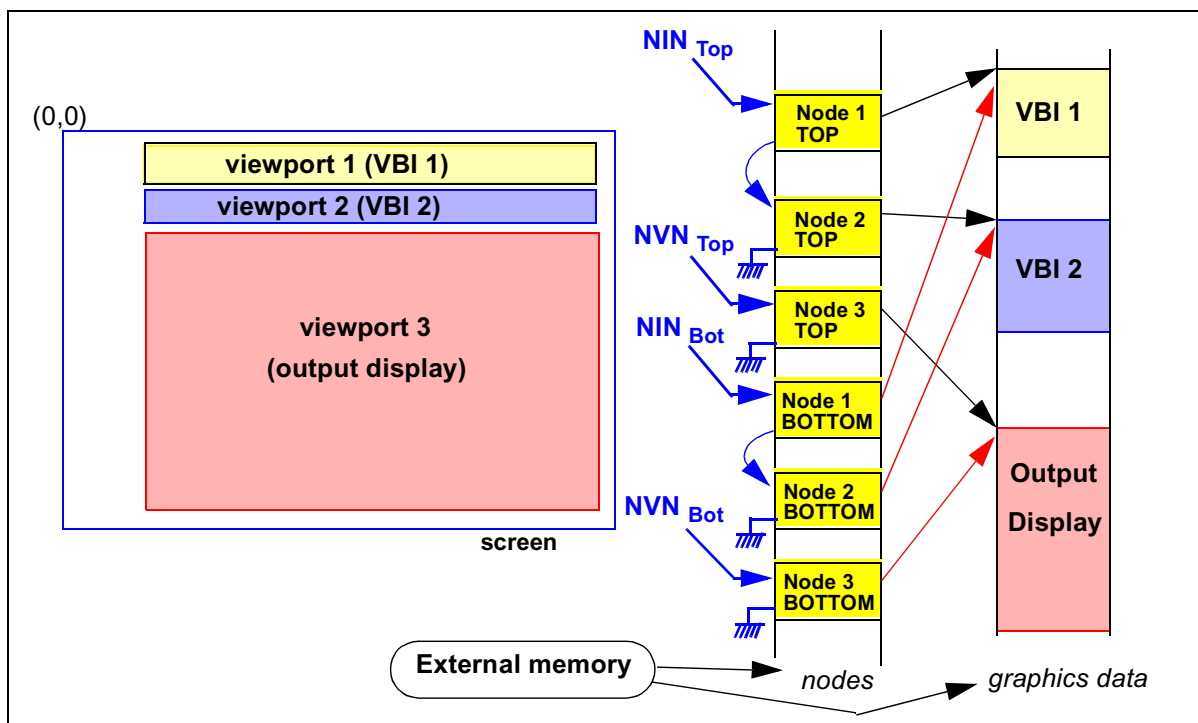 (0,0)
viewport 1 (VBI 1)
viewport 2 (VBI 2)
viewport 3
(output display)
screen
NIN Top
NVN Top
NIN Bot
NVN Bot
Node 1
TOP
Node 2
TOP
Node 3
TOP
Node 1
BOTTOM
Node 2
BOTTOM
Node 3
BOTTOM
VBI 1
VBI 2
Output
Display
External memory
nodes
graphics data